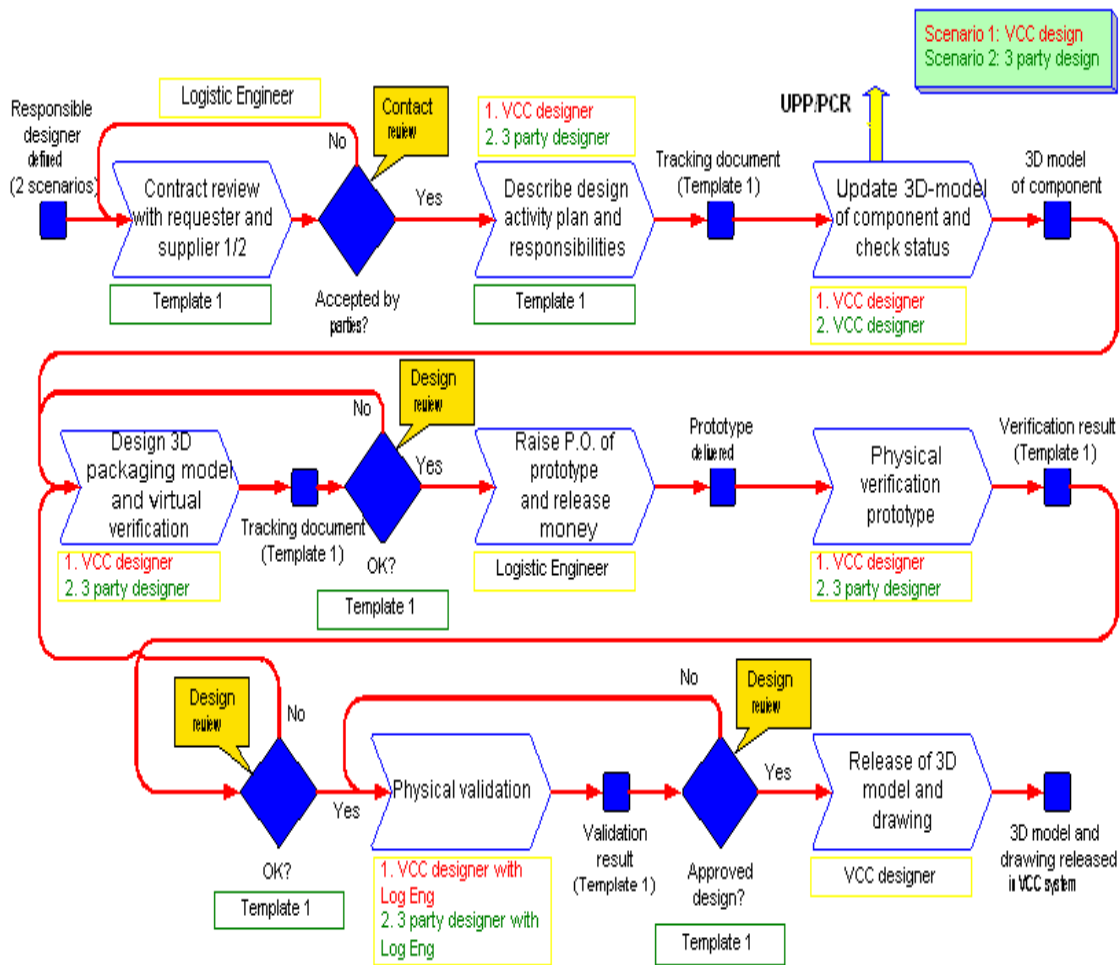 Scenario 1: VCC design
Scenario 2: 3 party design
Logistic Engineer
Responsible
designer
defined
(2 scenarios)
No
Contact
review
1. VCC designer
2. 3 party designer
UPP/PCR
Contract review
with requester and
supplier 1/2
Yes
Describe design
activity plan and
responsibilities
Tracking document
(Template 1)
Update 3D-model
of component and
check status
3D model
of component
Template 1
Accepted by
parties?
Template 1
1. VCC designer
2. VCC designer
No
Design
review
Design 3D
packaging model
and virtual
verification
Yes
Raise P.O. of
prototype
and release
money
Prototype
delivered
Physical
verification
prototype
Verification result
(Template 1)
Tracking document
(Template 1)
1. VCC designer
2. 3 party designer
OK?
Template 1
Logistic Engineer
1. VCC designer
2. 3 party designer
Design
review
No
No
Design
review
Yes
Physical validation
Yes
Release of 3D
model and
drawing
OK?
Template 1
1. VCC designer with
Log Eng
2. 3 party designer with
Log Eng
Validation
result
(Template 1)
Approved
design?
Template 1
VCC designer
3D model and
drawing released
in VCC system